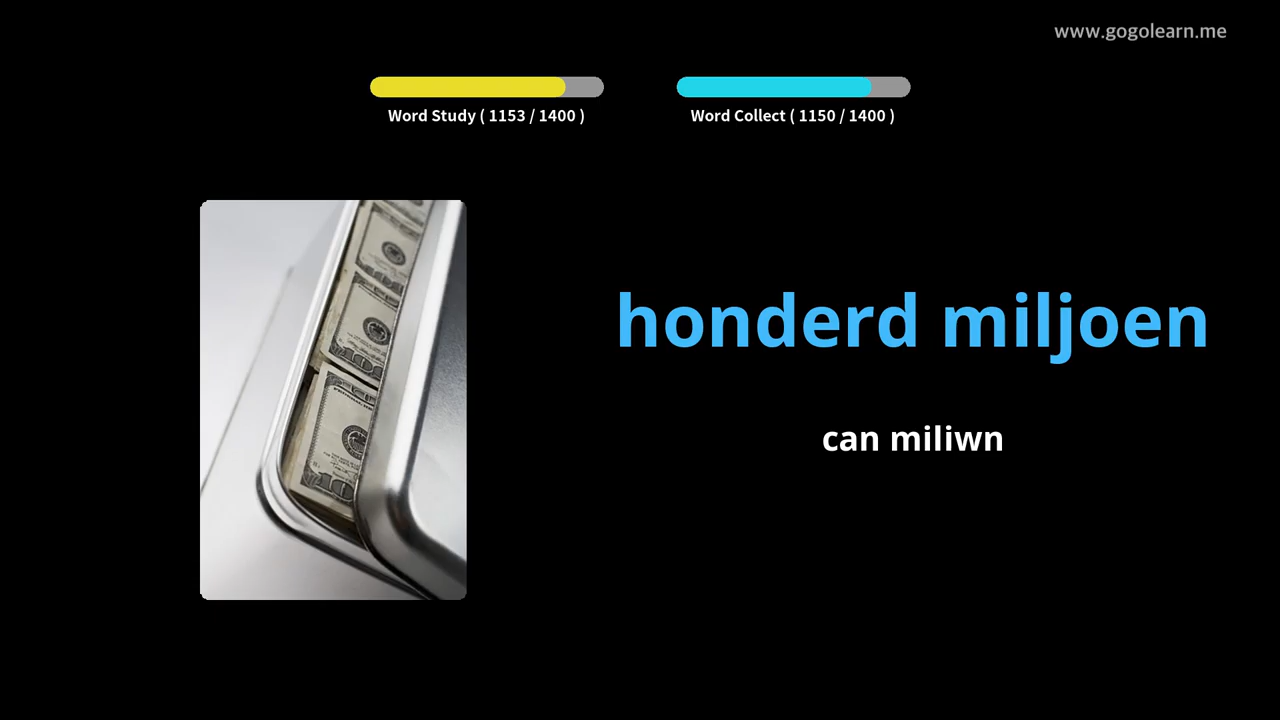 www.gogolearn.me
Word Study ( 1153 / 1400 )
Word Collect ( 1150 / 1400 )
honderd miljoen
can miliwn